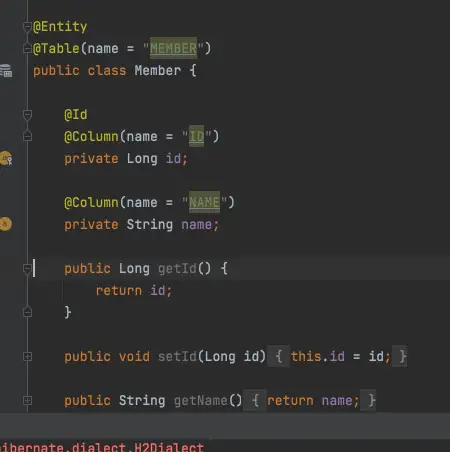 @Entity
@Table(name = "MEMBER")
public class Member {
@Id
@Column(name = "ID")
private Long id;
@Column(name = "NAME")
private String name;
public Long getId() {
return id;
}
public void setId(Long id) { this.id = id; }
public String getName() { return name; }
hibernate.dialect.H2Dialect